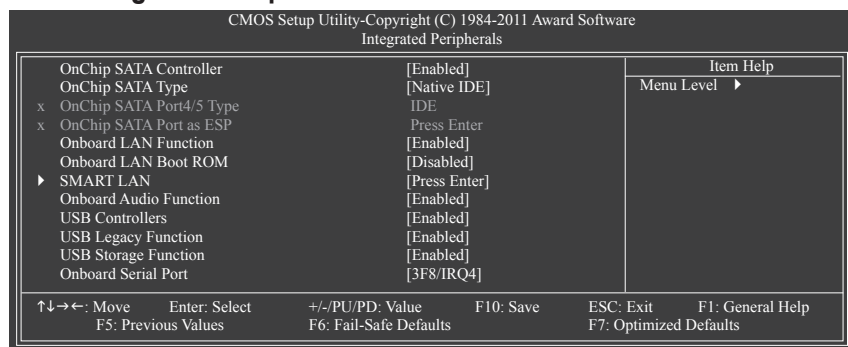 CMOS Setup Utility-Copyright (C) 1984-2011 Award Software
Integrated Peripherals
OnChip SATA Controller [Enabled]
OnChip SATA Type [Native IDE]
x OnChip SATA Port4/5 Type IDE
x OnChip SATA Port as ESP Press Enter
Onboard LAN Function [Enabled]
Onboard LAN Boot ROM [Disabled]
SMART LAN [Press Enter]
Onboard Audio Function [Enabled]
USB Controllers [Enabled]
USB Legacy Function [Enabled]
USB Storage Function [Enabled]
Onboard Serial Port [3F8/IRQ4]
Item Help
Menu Level
↑↓→←: Move Enter: Select +/-/PU/PD: Value F10: Save ESC: Exit F1: General Help
F5: Previous Values F6: Fail-Safe Defaults F7: Optimized Defaults